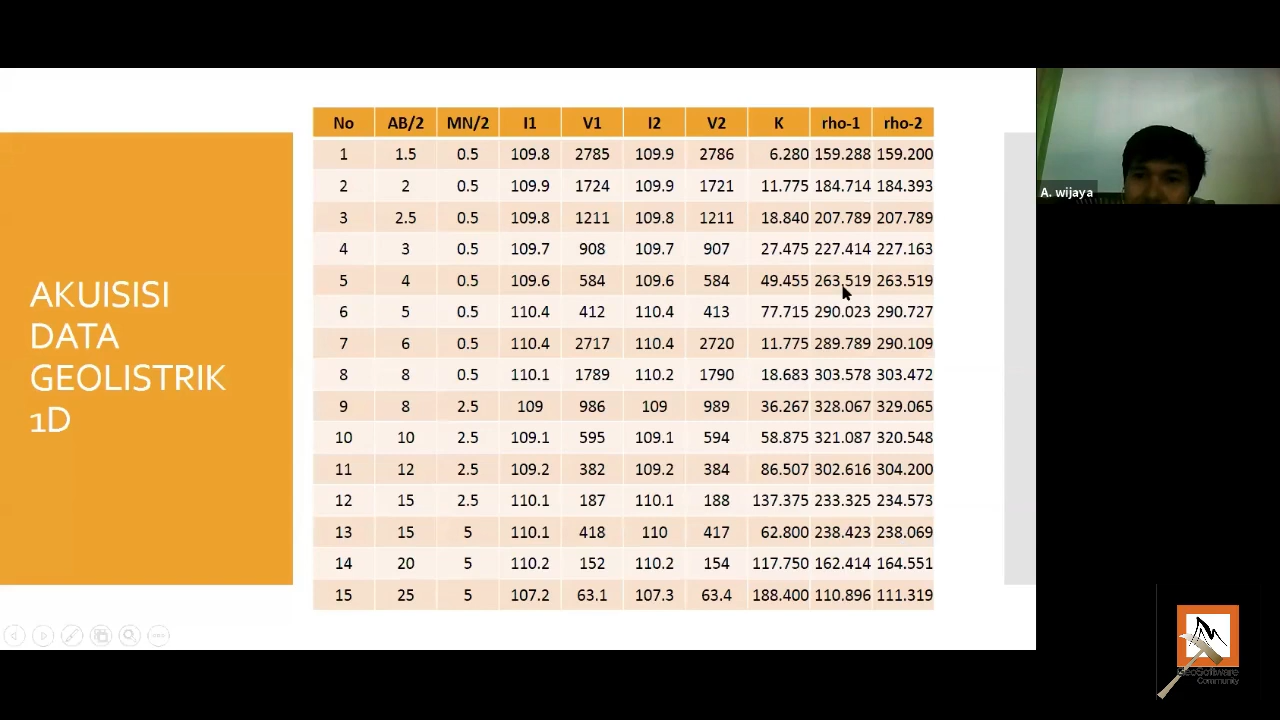 AKUISISI
DATA
GEOLISTRIK
1D
No AB/2 MN/2 I1 V1 I2 V2 K rho-1 rho-2
1 1.5 0.5 109.8 2785 109.9 2786 6.280 159.288 159.200
2 2 0.5 109.9 1724 109.9 1721 11.775 184.714 184.393
3 2.5 0.5 109.8 1211 109.8 1211 18.840 207.789 207.789
4 3 0.5 109.7 908 109.7 907 27.475 227.414 227.163
5 4 0.5 109.6 584 109.6 584 49.455 263.519 263.519
6 5 0.5 110.4 412 110.4 413 77.715 290.023 290.727
7 6 0.5 110.4 2717 110.4 2720 11.775 289.789 290.109
8 8 0.5 110.1 1789 110.2 1790 18.683 303.578 303.472
9 8 2.5 109 986 109 989 36.267 328.067 329.065
10 10 2.5 109.1 595 109.1 594 58.875 321.087 320.548
11 12 2.5 109.2 382 109.2 384 86.507 302.616 304.200
12 15 2.5 110.1 187 110.1 188 137.375 233.325 234.573
13 15 5 110.1 418 110 417 62.800 238.423 238.069
14 20 5 110.2 152 110.2 154 117.750 162.414 164.551
15 25 5 107.2 63.1 107.3 63.4 188.400 110.896 111.319
A. wijaya
GeoSoftware
Community